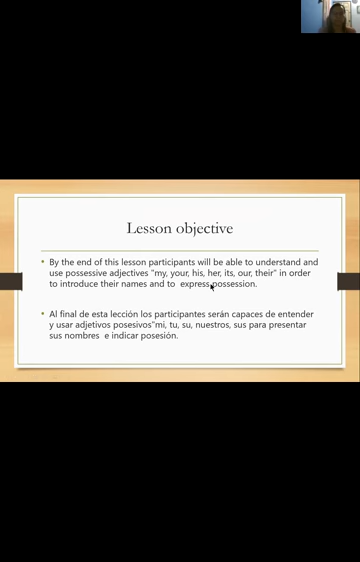 Lesson objective
• By the end of this lesson participants will be able to understand and
use possessive adjectives "my, your, his, her, its, our, their" in order
to introduce their names and to  express possession.
• Al final de esta lección los participantes serán capaces de entender
y usar adjetivos posesivos"mi, tu, su, nuestros, sus para presentar
sus nombres  e indicar posesión.